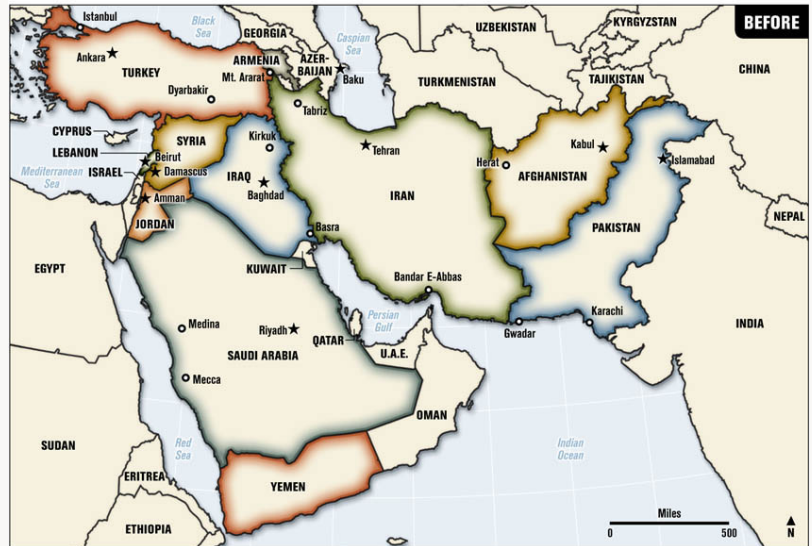 BEFORE
Black
Sea
GEORGIA
Caspian
Sea
UZBEKISTAN
KYRGYZSTAN
Istanbul
Ankara
TURKEY
ARMENIA
Mt. Ararat
AZER-
BAIJAN
Baku
TURKMENISTAN
TAJIKISTAN
CHINA
Dyarbakir
Tabriz
CYPRUS
SYRIA
Kirkuk
Tehran
Kabul
Herat
Islamabad
LEBANON
Beirut
Mediterranean
Sea
ISRAEL
Damascus
IRAQ
Baghdad
IRAN
AFGHANISTAN
Amman
JORDAN
Basra
PAKISTAN
NEPAL
EGYPT
KUWAIT
Bandar E-Abbas
Medina
Riyadh
Persian
Gulf
Karachi
Gwadar
INDIA
SAUDI ARABIA
QATAR
U.A.E.
Mecca
OMAN
SUDAN
Red
Sea
Indian
Ocean
ERITREA
YEMEN
ETHIOPIA
Miles
0
500
N